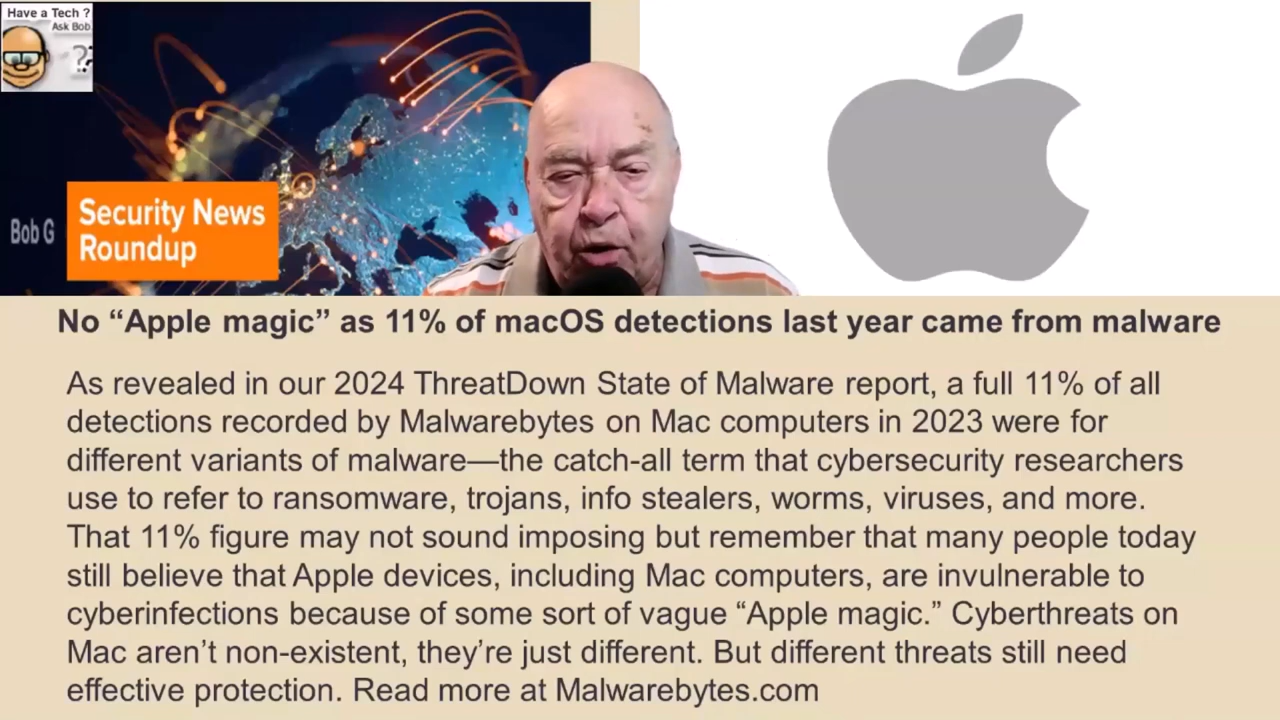 Have a Tech ?
Ask Bob
??
Bob G
Security News
Roundup
No “Apple magic” as 11% of macOS detections last year came from malware
As revealed in our 2024 ThreatDown State of Malware report, a full 11% of all
detections recorded by Malwarebytes on Mac computers in 2023 were for
different variants of malware—the catch-all term that cybersecurity researchers
use to refer to ransomware, trojans, info stealers, worms, viruses, and more.
That 11% figure may not sound imposing but remember that many people today
still believe that Apple devices, including Mac computers, are invulnerable to
cyberinfections because of some sort of vague “Apple magic.” Cyberthreats on
Mac aren’t non-existent, they’re just different. But different threats still need
effective protection. Read more at Malwarebytes.com